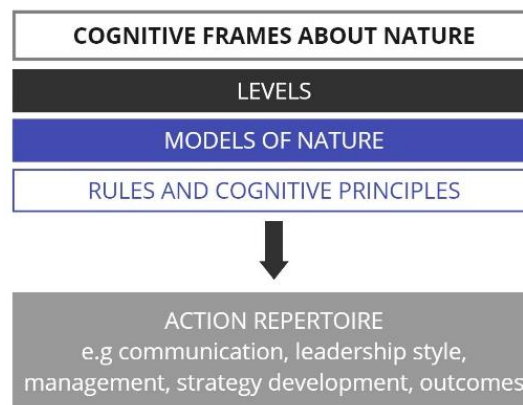 COGNITIVE FRAMES ABOUT NATURE
LEVELS
MODELS OF NATURE
RULES AND COGNITIVE PRINCIPLES
ACTION REPERTOIRE
e.g communication, leadership style,
management, strategy development, outcomes